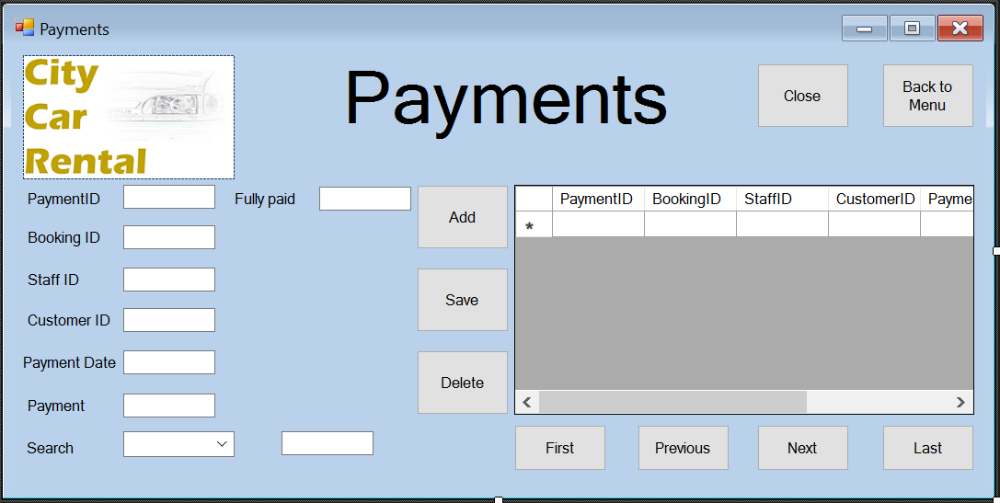 Payments
City
Car
Rental
Payments
Close
Back to
Menu
PaymentID
Fully paid
Booking ID
Staff ID
Customer ID
Payment Date
Payment
Search
Add
Save
Delete
PaymentID BookingID StaffID CustomerID Payme
*
First Previous Next Last